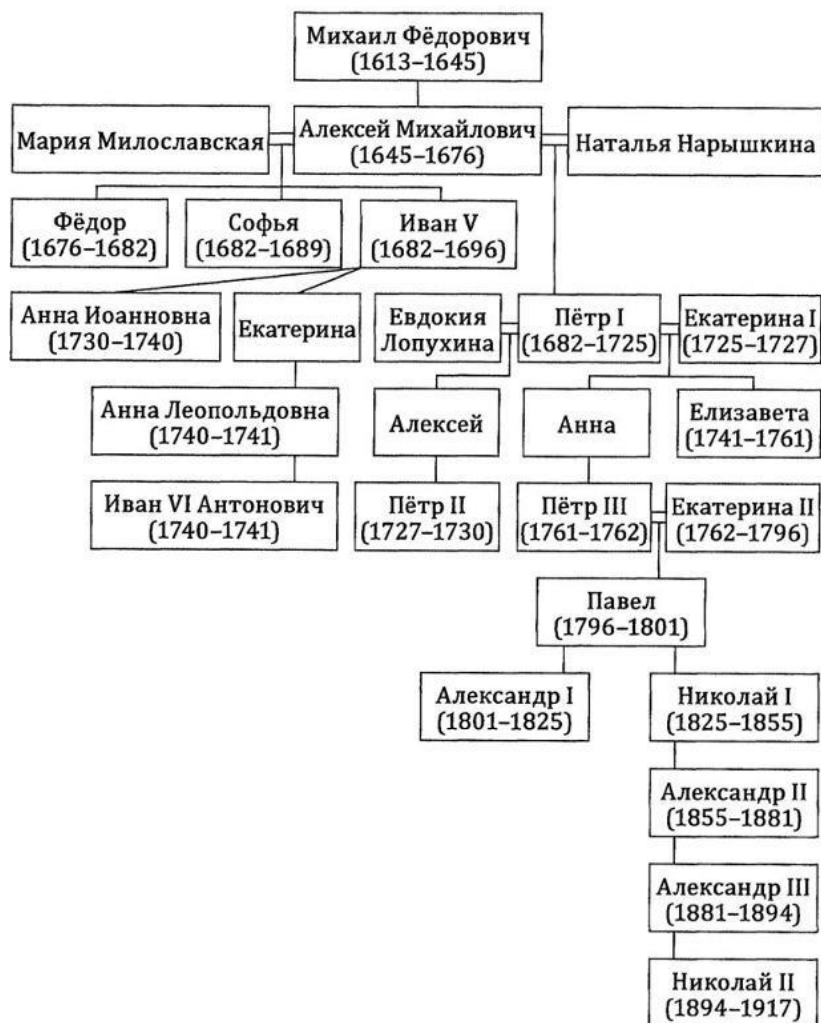 Михаил Фёдорович
(1613–1645)
Мария Милославская
Алексей Михайлович
(1645–1676)
Наталья Нарышкина
Фёдор
(1676–1682)
Софья
(1682–1689)
Иван V
(1682–1696)
Анна Иоанновна
(1730–1740)
Екатерина
Евдокия
Лопухина
Пётр I
(1682–1725)
Екатерина I
(1725–1727)
Анна Леопольдовна
(1740–1741)
Алексей
Анна
Елизавета
(1741–1761)
Иван VI Антонович
(1740–1741)
Пётр II
(1727–1730)
Пётр III
(1761–1762)
Екатерина II
(1762–1796)
Павел
(1796–1801)
Александр I
(1801–1825)
Николай I
(1825–1855)
Александр II
(1855–1881)
Александр III
(1881–1894)
Николай II
(1894–1917)